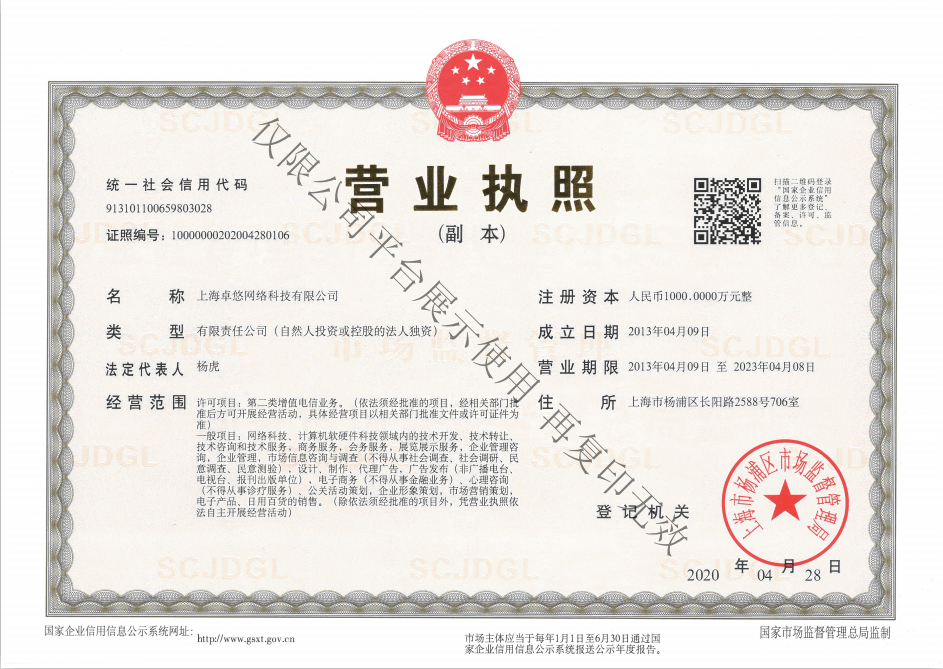 营业执照
(副 本)
统一社会信用代码
913101100659803028
证照编号：10000000202004280106
扫描二维码登录
“国家企业信用
信息公示系统”
了解更多登记、
备案、许可、监
管信息。
名 称 上海卓悠网络科技有限公司
类 型 有限责任公司（自然人投资或控股的法人独资）
法定代表人 杨虎
经营范围 许可项目：第二类增值电信业务。（依法须经批准的项目，经相关部门批
准后方可开展经营活动，具体经营项目以相关部门批准文件或许可证件为
准）
一般项目：网络科技、计算机软硬件科技领域内的技术开发、技术转让、
技术咨询和技术服务，商务服务，会务服务，展览展示服务，企业管理咨
询，企业管理，市场信息咨询与调查（不得从事社会调查、社会调研、民
意调查、民意测验），设计、制作、代理广告，广告发布（非广播电台、
电视台、报刊出版单位），电子商务（不得从事金融业务）、心理咨询
（不得从事诊疗服务），公关活动策划，企业形象策划，市场营销策划，
电子产品、日用百货的销售。（除依法须经批准的项目外，凭营业执照依
法自主开展经营活动）
注册资本 人民币1000.0000万元整
成立日期 2013年04月09日
营业期限 2013年04月09日 至 2023年04月08日
住 所 上海市杨浦区长阳路2588号706室
登记机关
上海市杨浦区市场监督管理局
2020 年 04 月 28 日
仅限公司平台展示使用 再复印无效
SCJDGL
市场监督管理
国家企业信用信息公示系统网址：
http://www.gsxt.gov.cn
市场主体应当于每年1月1日至6月30日通过国
家企业信用信息公示系统报送公示年度报告。
国家市场监督管理总局监制